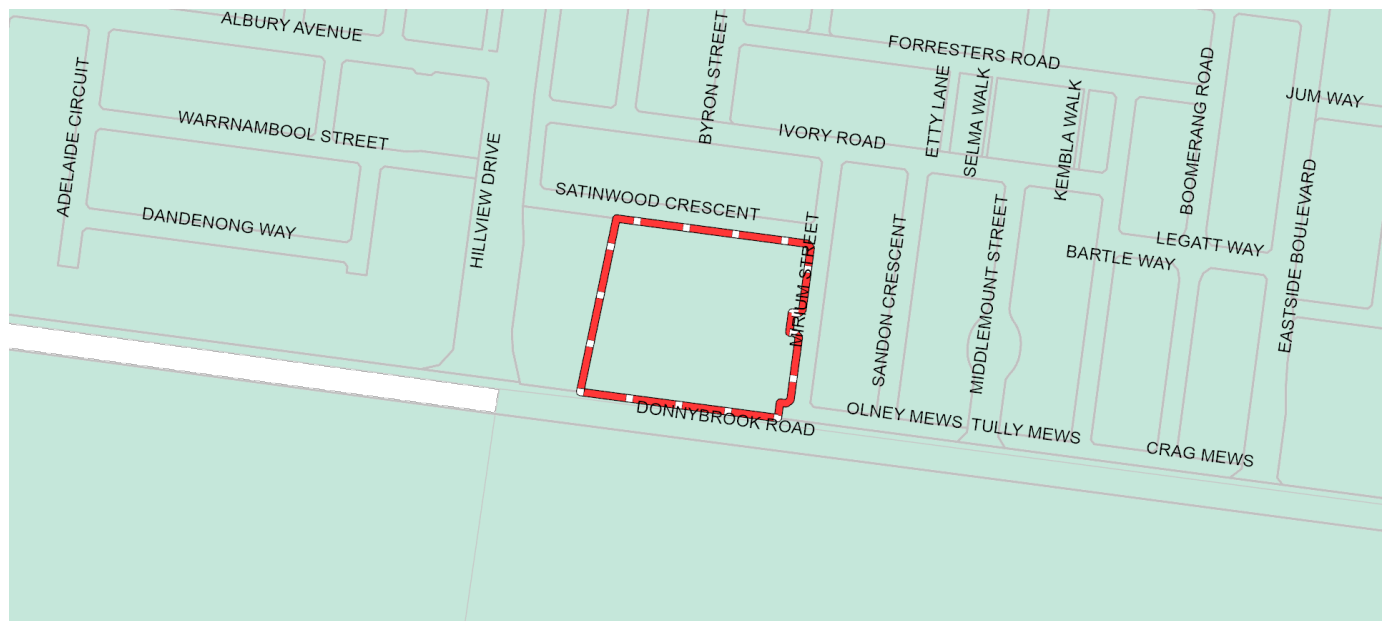 ALBURY AVENUE
BYRON STREET
FORRESTERS ROAD
ADELAIDE CIRCUIT
WARRNAMBOOL STREET
HILLVIEW DRIVE
IVORY ROAD
ETTY LANE
SELMA WALK
KEMBLA WALK
BOOMERANG ROAD
JUM WAY
DANDENONG WAY
SATINWOOD CRESCENT
MIRIUM STREET
SANDON CRESCENT
MIDDLEMOUNT STREET
BARTLE WAY
LEGATT WAY
EASTSIDE BOULEVARD
DONNYBROOK ROAD
OLNEY MEWS
TULLY MEWS
CRAG MEWS